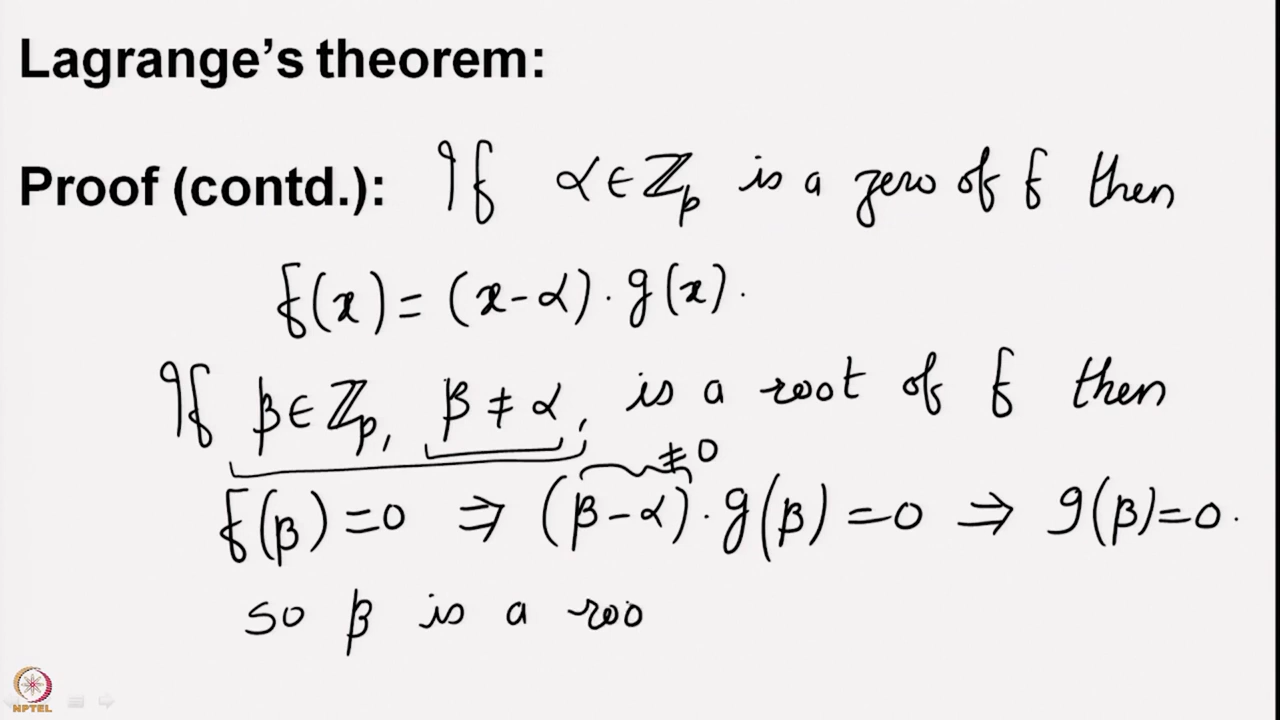 Lagrange's theorem:
Proof (contd.): If α ∈ ℤₚ is a zero of f then
f(x) = (x-α) · g(x) .
If β ∈ ℤₚ, β ≠ α, is a root of f then
≠ 0
f(β) = 0 ⇒ (β-α) · g(β) = 0 ⇒ g(β) = 0 .
so β is a roo
NPTEL